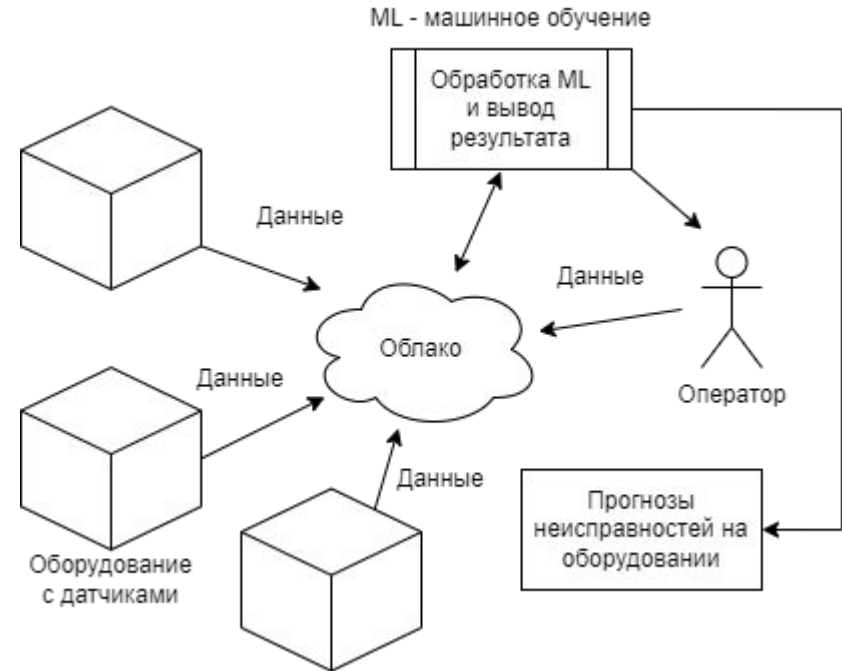 ML - машинное обучение
Обработка ML
и вывод
результата
Данные
Данные
Облако
Данные
Оператор
Данные
Оборудование
с датчиками
Прогнозы
неисправностей на
оборудовании